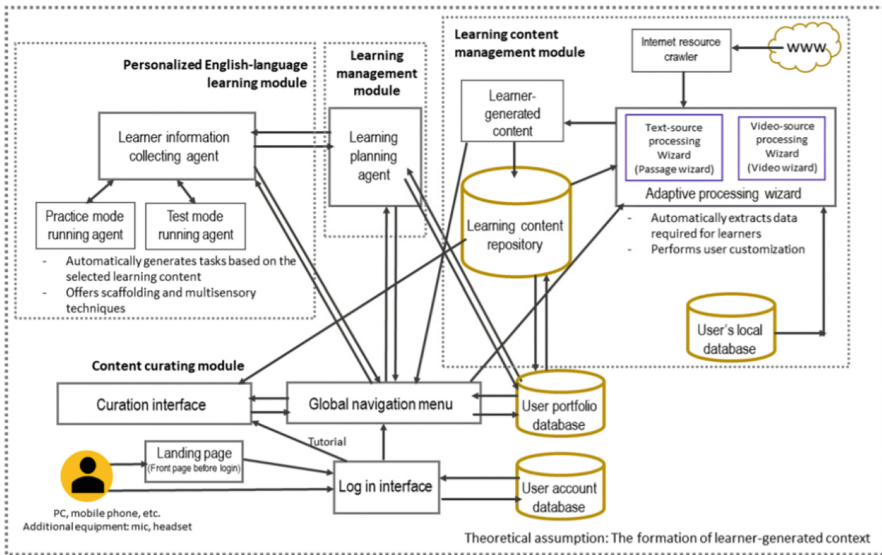 Personalized English-language
learning module
Learner information
collecting agent
Practice mode
running agent
Test mode
running agent
- Automatically generates tasks based on the
selected learning content
- Offers scaffolding and multisensory
techniques
Learning
management
module
Learning
planning
agent
Learning content
management module
Internet resource
crawler
www
Learner-
generated
content
Text-source
processing
Wizard
(Passage wizard)
Video-source
processing
Wizard
(Video wizard)
Adaptive processing wizard
- Automatically extracts data
required for learners
- Performs user customization
Learning content
repository
User's local
database
Content curating module
Curation interface
Global navigation menu
User portfolio
database
Tutorial
Landing page
(Front page before login)
Log in interface
User account
database
PC, mobile phone, etc.
Additional equipment: mic, headset
Theoretical assumption: The formation of learner-generated context